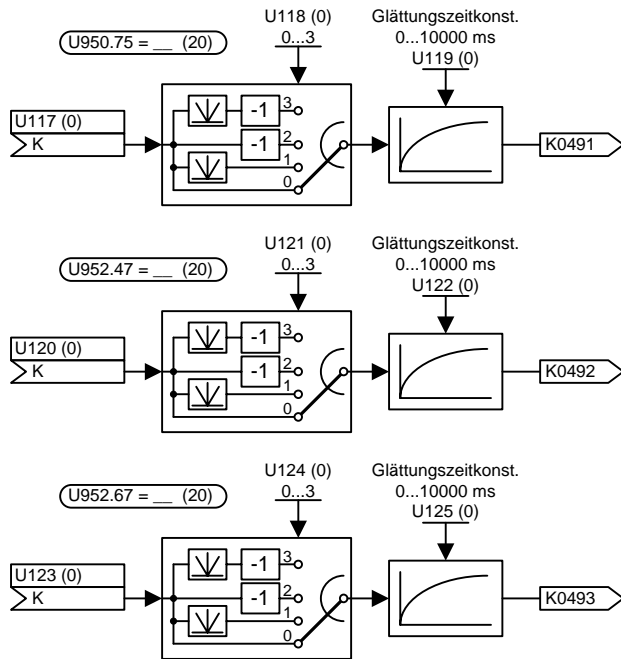 U118 (0)
0...3
Glättungszeitkonst.
0...10000 ms
U119 (0)
U950.75 = __ (20)
U117 (0)
K
-1
3
-1
2
1
0
K0491
U121 (0)
0...3
Glättungszeitkonst.
0...10000 ms
U122 (0)
U952.47 = __ (20)
U120 (0)
K
-1
3
-1
2
1
0
K0492
U124 (0)
0...3
Glättungszeitkonst.
0...10000 ms
U125 (0)
U952.67 = __ (20)
U123 (0)
K
-1
3
-1
2
1
0
K0493